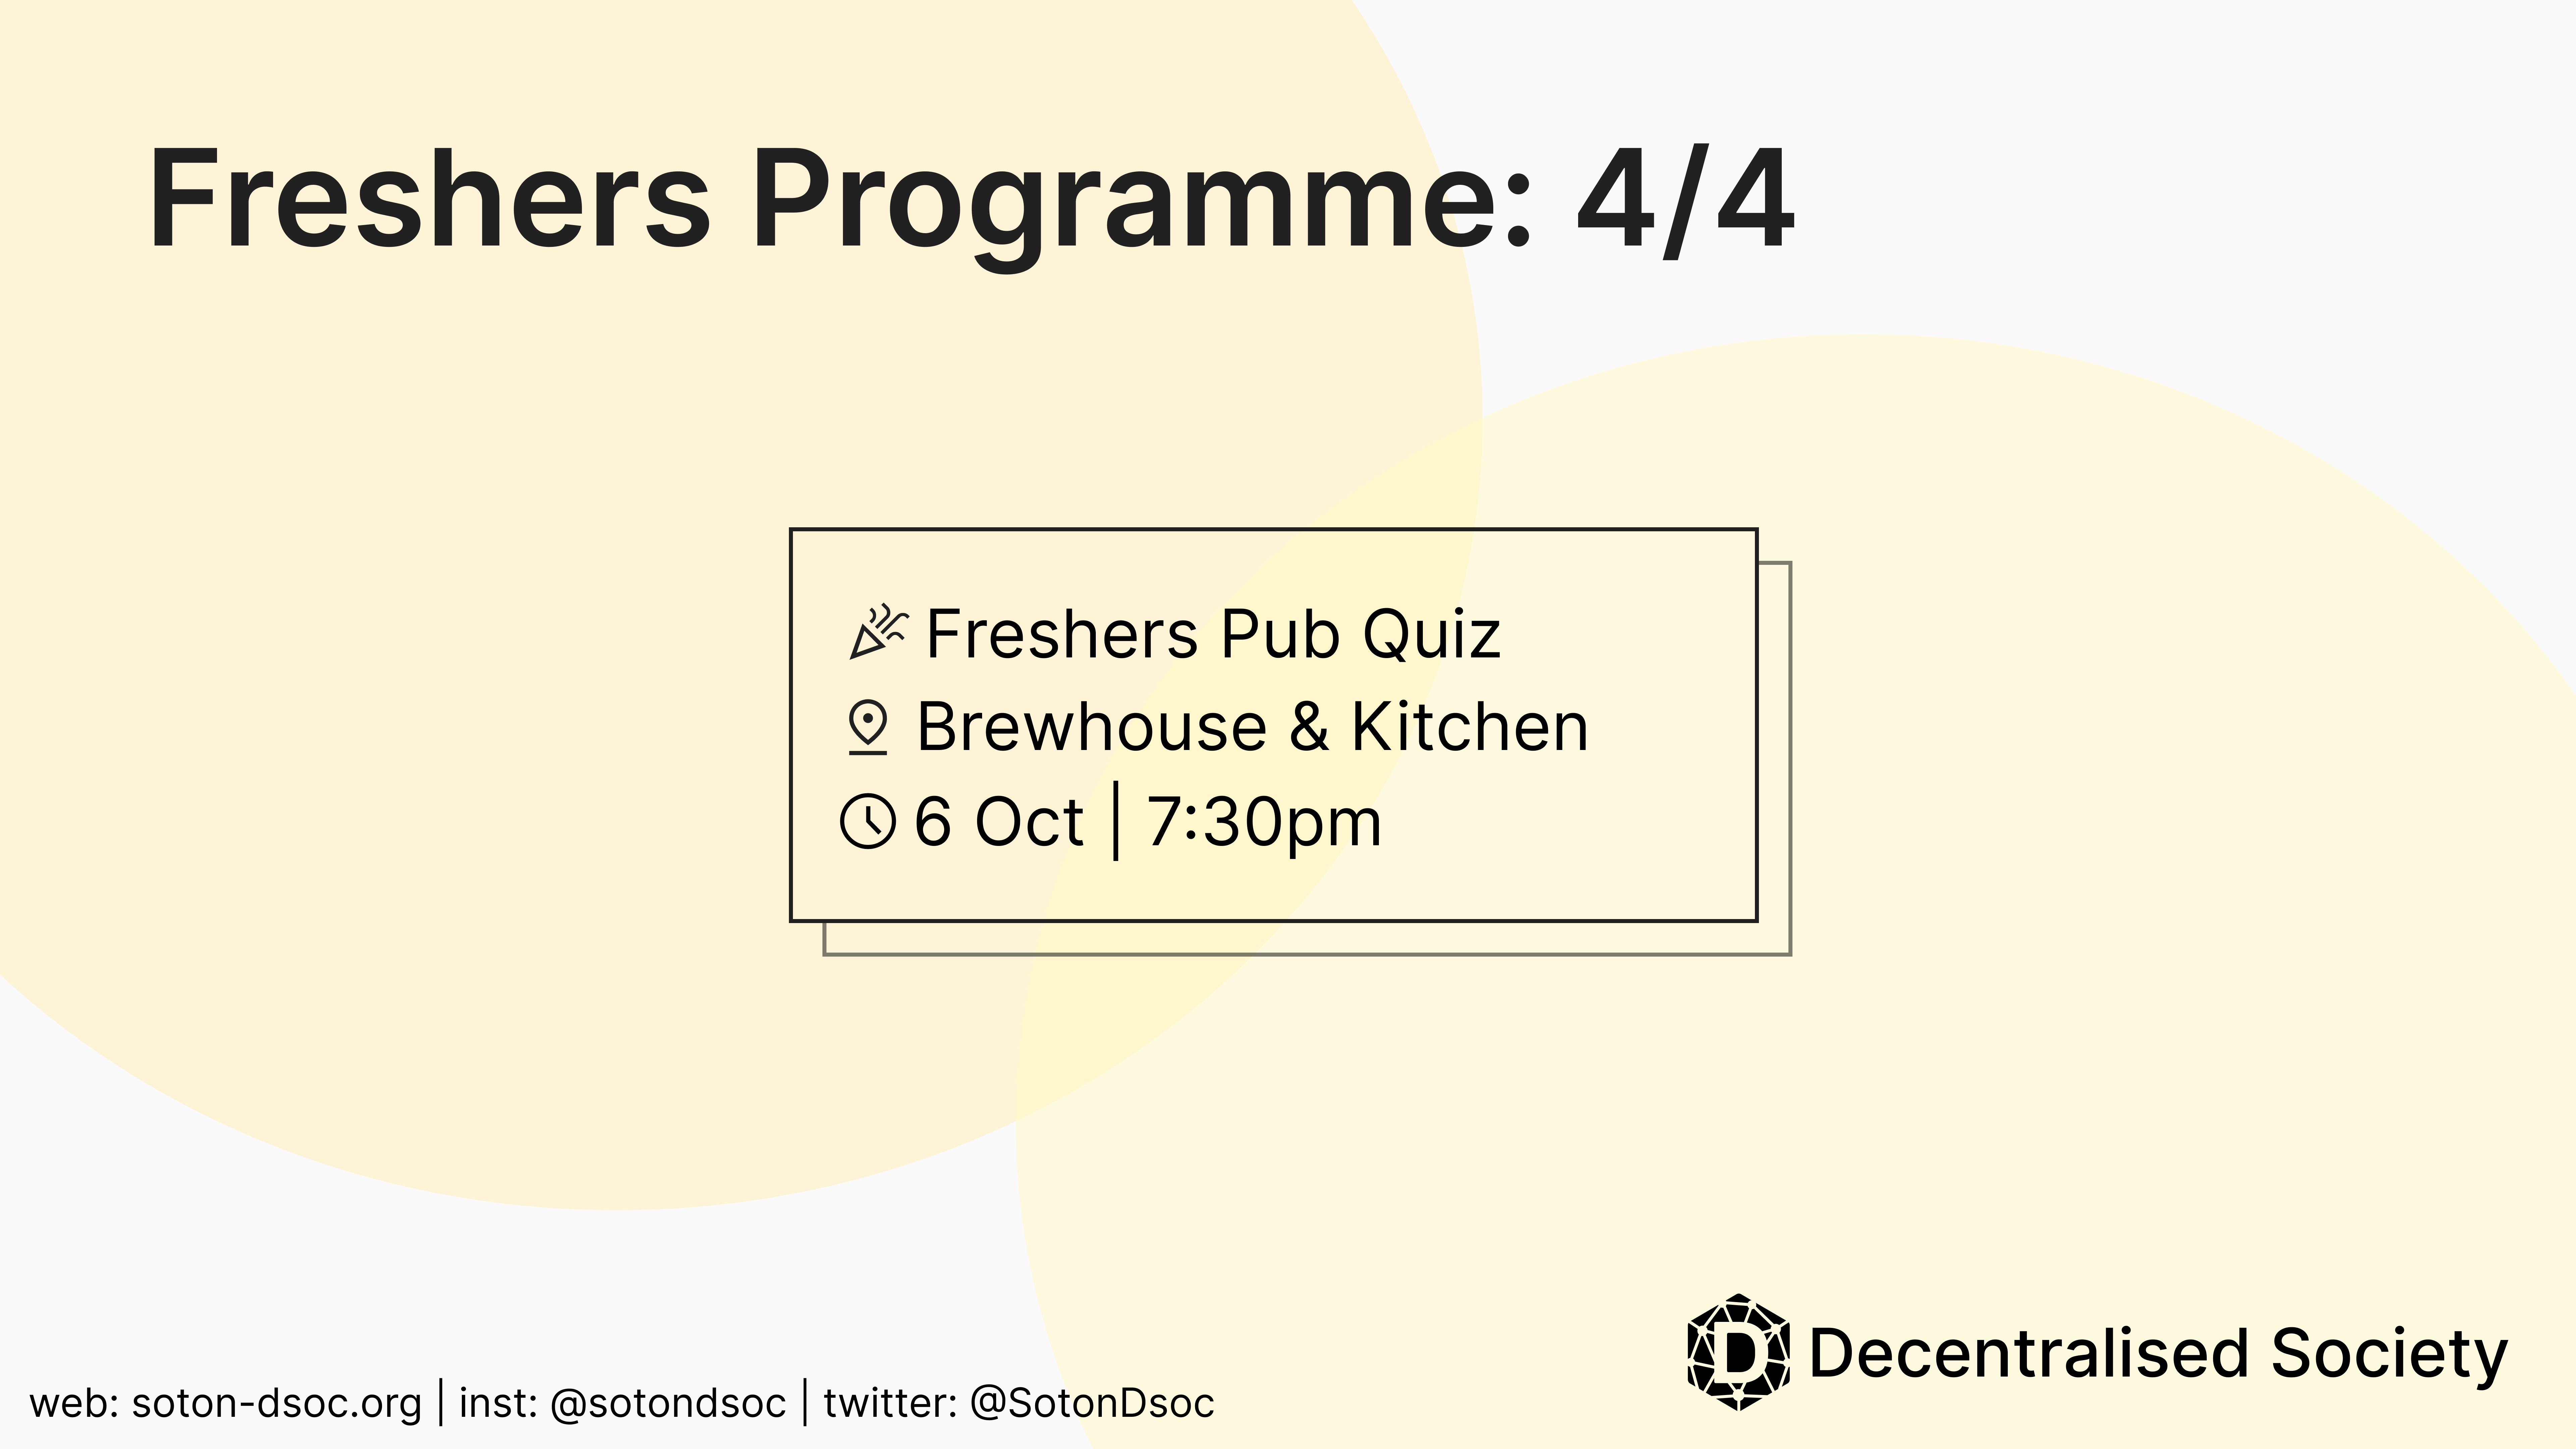 Freshers Programme: 4/4
Freshers Pub Quiz
Brewhouse & Kitchen
6 Oct | 7:30pm
D Decentralised Society
web: soton-dsoc.org | inst: @sotondsoc | twitter: @SotonDsoc